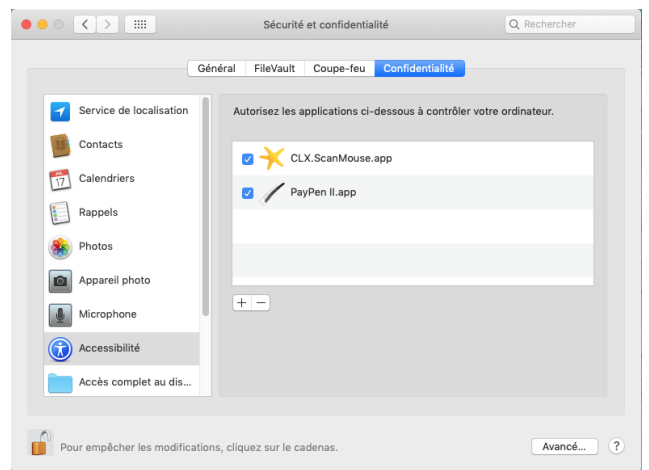 Sécurité et confidentialité
Rechercher
Général
FileVault
Coupe-feu
Confidentialité
Service de localisation
Contacts
JUL
17
Calendriers
Rappels
Photos
Appareil photo
Microphone
Accessibilité
Accès complet au dis...
Autorisez les applications ci-dessous à contrôler votre ordinateur.
CLX.ScanMouse.app
PayPen II.app
+ −
Pour empêcher les modifications, cliquez sur le cadenas.
Avancé...
?